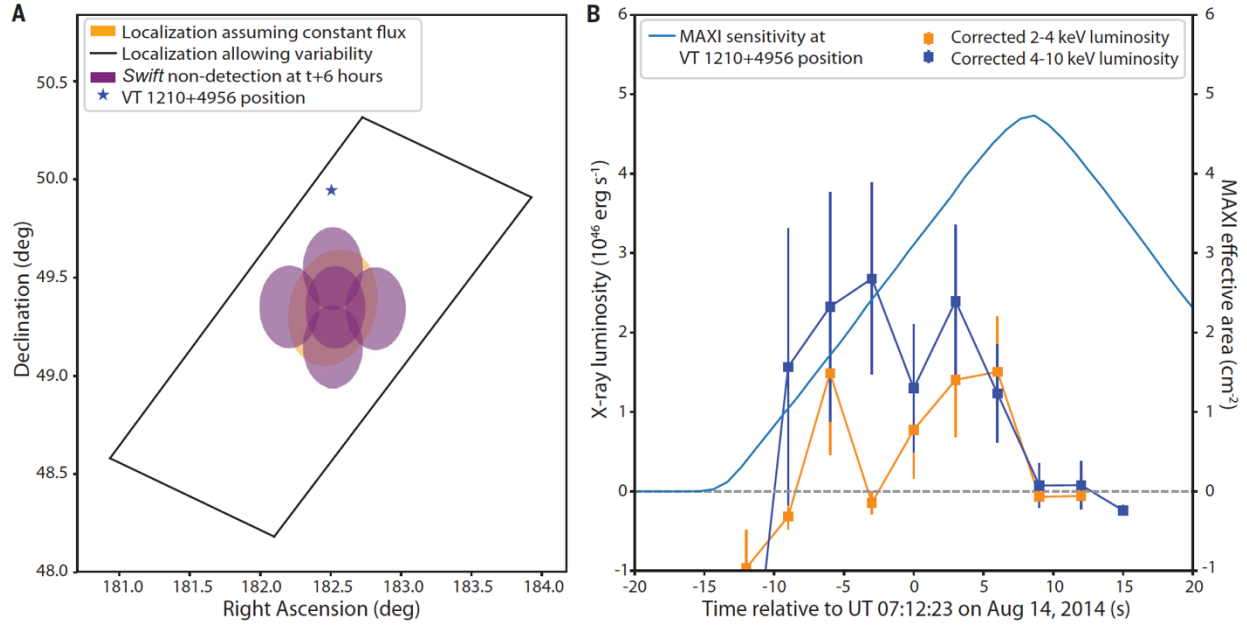 A
Localization assuming constant flux
Localization allowing variability
Swift non-detection at t+6 hours
VT 1210+4956 position
50.5
50.0
49.5
49.0
48.5
48.0
Declination (deg)
181.0 181.5 182.0 182.5 183.0 183.5 184.0
Right Ascension (deg)
B
MAXI sensitivity at
VT 1210+4956 position
Corrected 2-4 keV luminosity
Corrected 4-10 keV luminosity
6
5
4
3
2
1
0
-1
X-ray luminosity (10⁴⁶ erg s⁻¹)
6
5
4
3
2
1
0
-1
MAXI effective area (cm⁻²)
-20 -15 -10 -5 0 5 10 15 20
Time relative to UT 07:12:23 on Aug 14, 2014 (s)